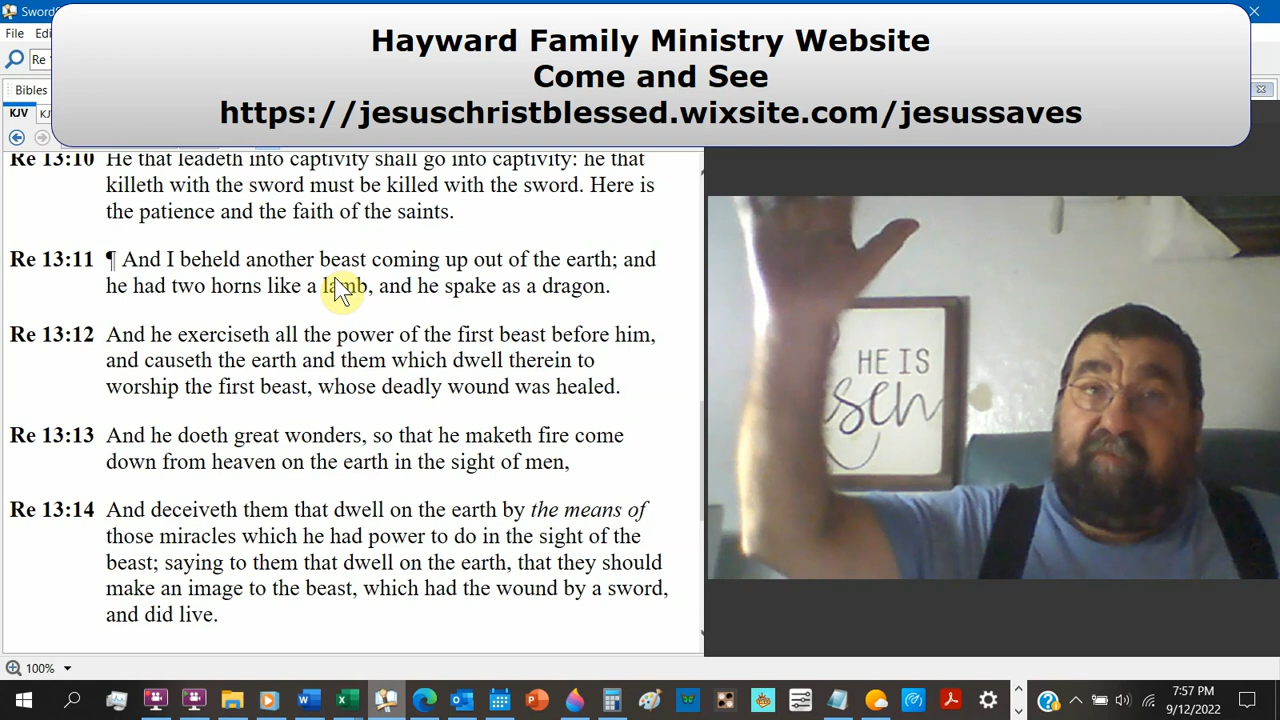 Sword
File Edi
Re
Bibles
KJV KJ
Hayward Family Ministry Website
Come and See
https://jesuschristblessed.wixsite.com/jesussaves
Re 13:10 He that leadeth into captivity shall go into captivity: he that
killeth with the sword must be killed with the sword. Here is
the patience and the faith of the saints.
Re 13:11 ¶ And I beheld another beast coming up out of the earth; and
he had two horns like a lamb, and he spake as a dragon.
Re 13:12 And he exerciseth all the power of the first beast before him,
and causeth the earth and them which dwell therein to
worship the first beast, whose deadly wound was healed.
Re 13:13 And he doeth great wonders, so that he maketh fire come
down from heaven on the earth in the sight of men,
Re 13:14 And deceiveth them that dwell on the earth by the means of
those miracles which he had power to do in the sight of the
beast; saying to them that dwell on the earth, that they should
make an image to the beast, which had the wound by a sword,
and did live.
HE IS
isen
100%
7:57 PM
9/12/2022